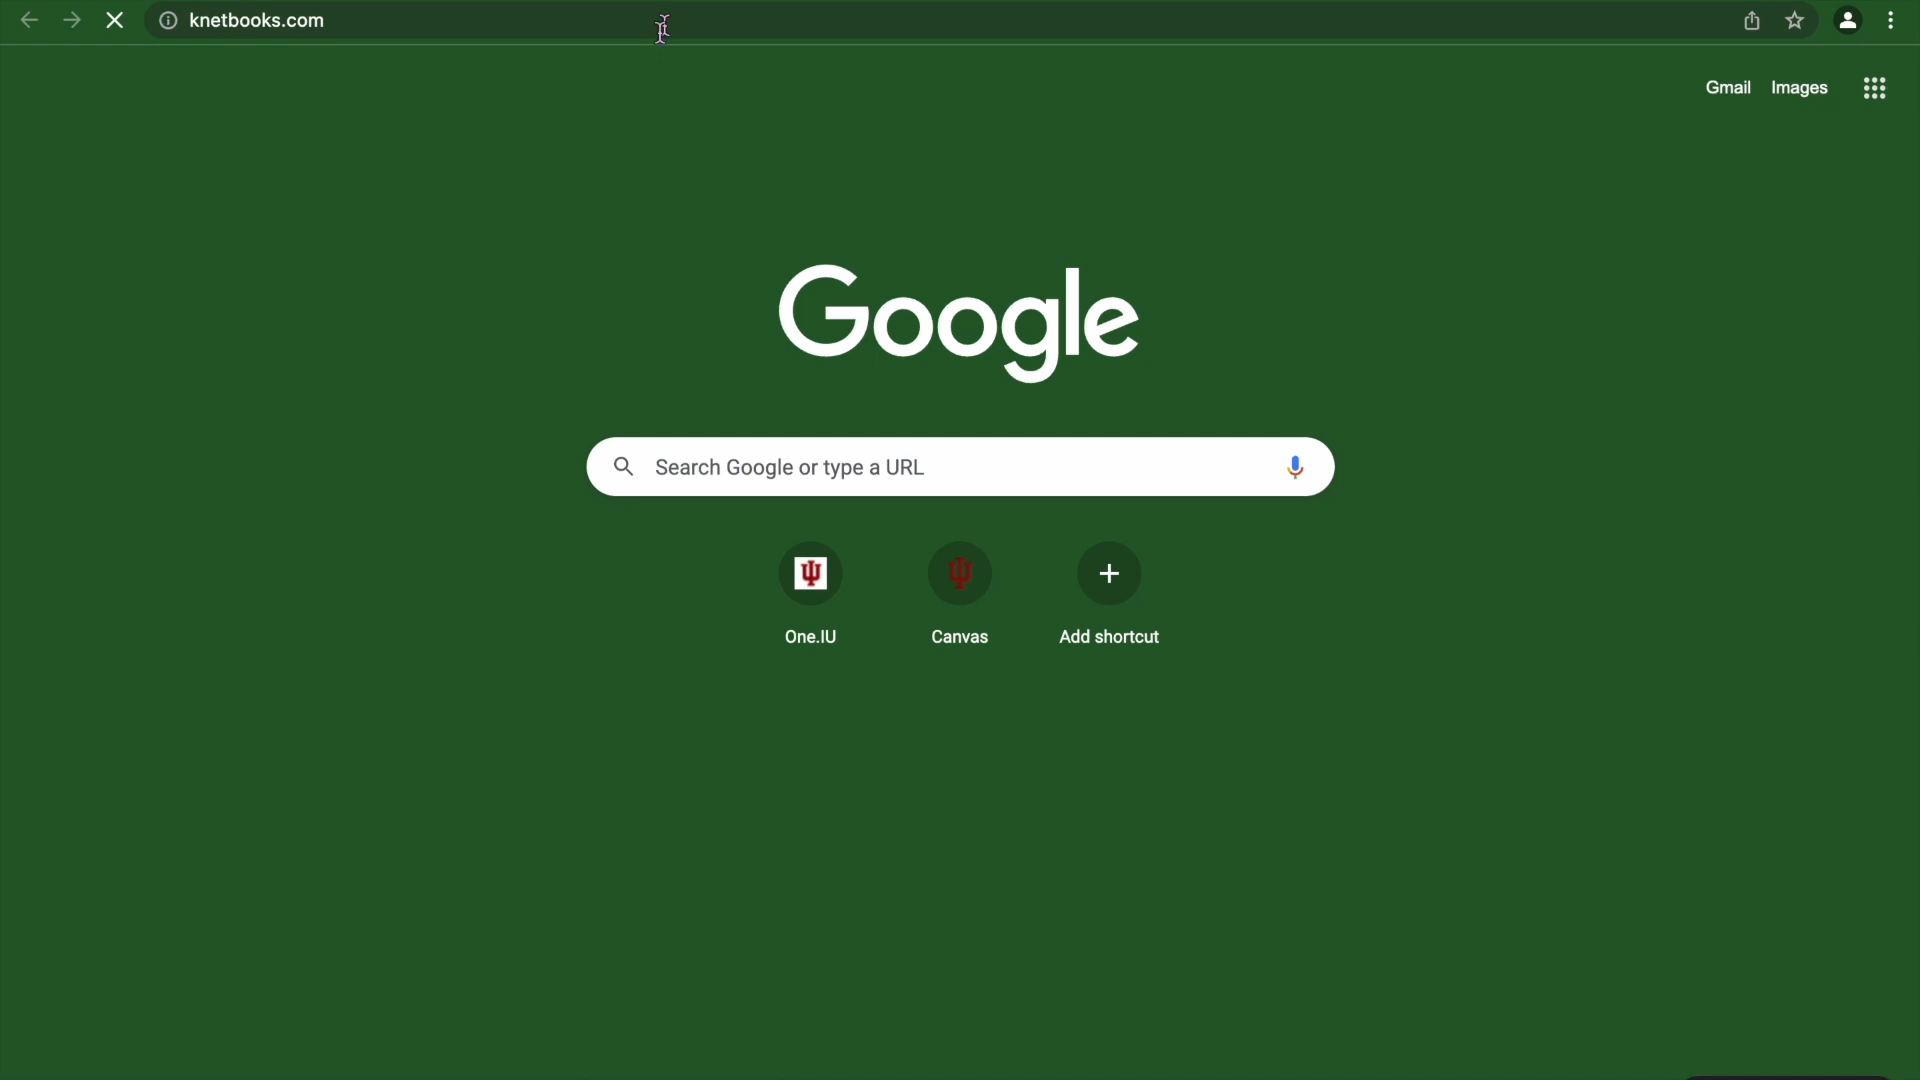 knetbooks.com
Gmail Images
Google
Search Google or type a URL
One.IU Canvas Add shortcut